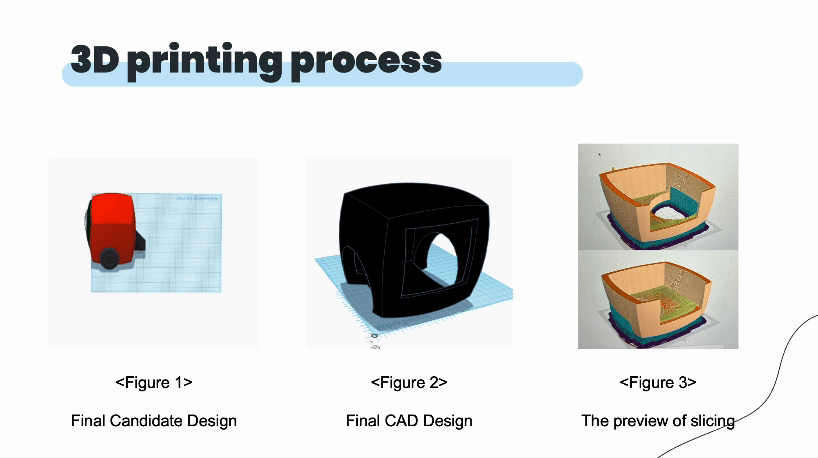 3D printing process
<Figure 1>
<Figure 2>
<Figure 3>
Final Candidate Design
Final CAD Design
The preview of slicing